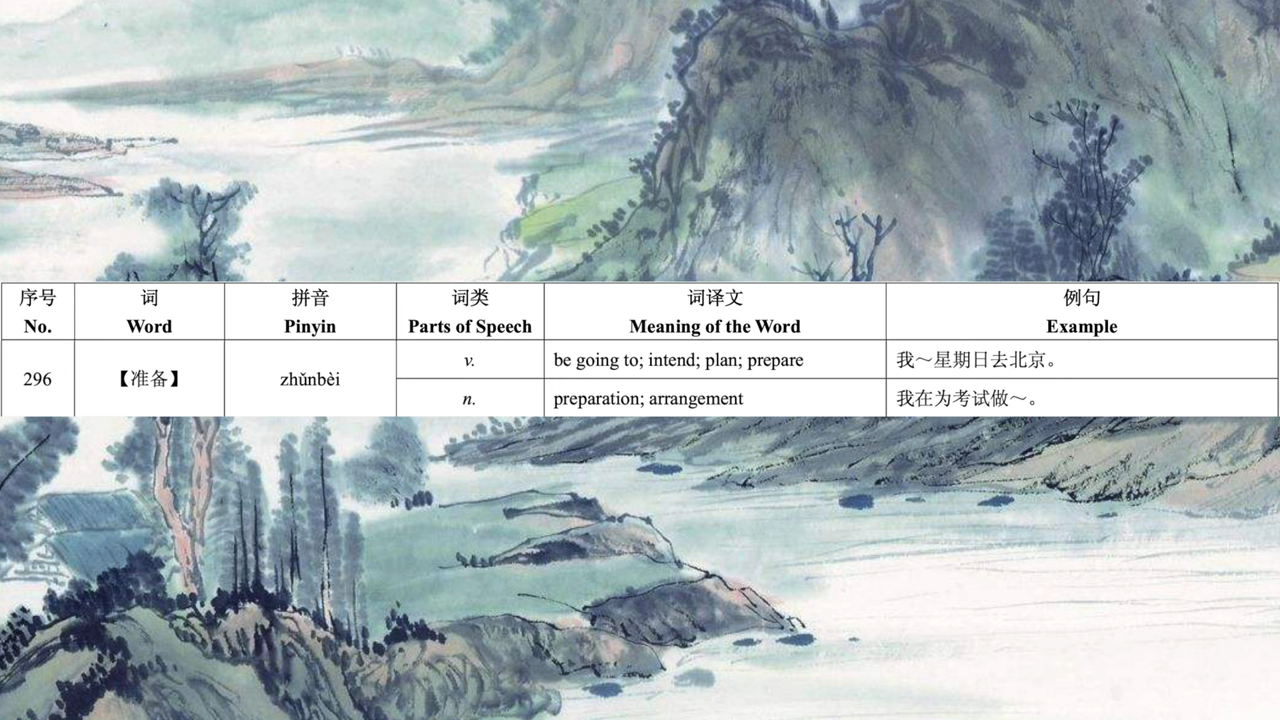 序号 词 拼音 词类 词译文 例句
No. Word Pinyin Parts of Speech Meaning of the Word Example
296 【准备】 zhǔnbèi v. be going to; intend; plan; prepare 我～星期日去北京。
n. preparation; arrangement 我在为考试做～。